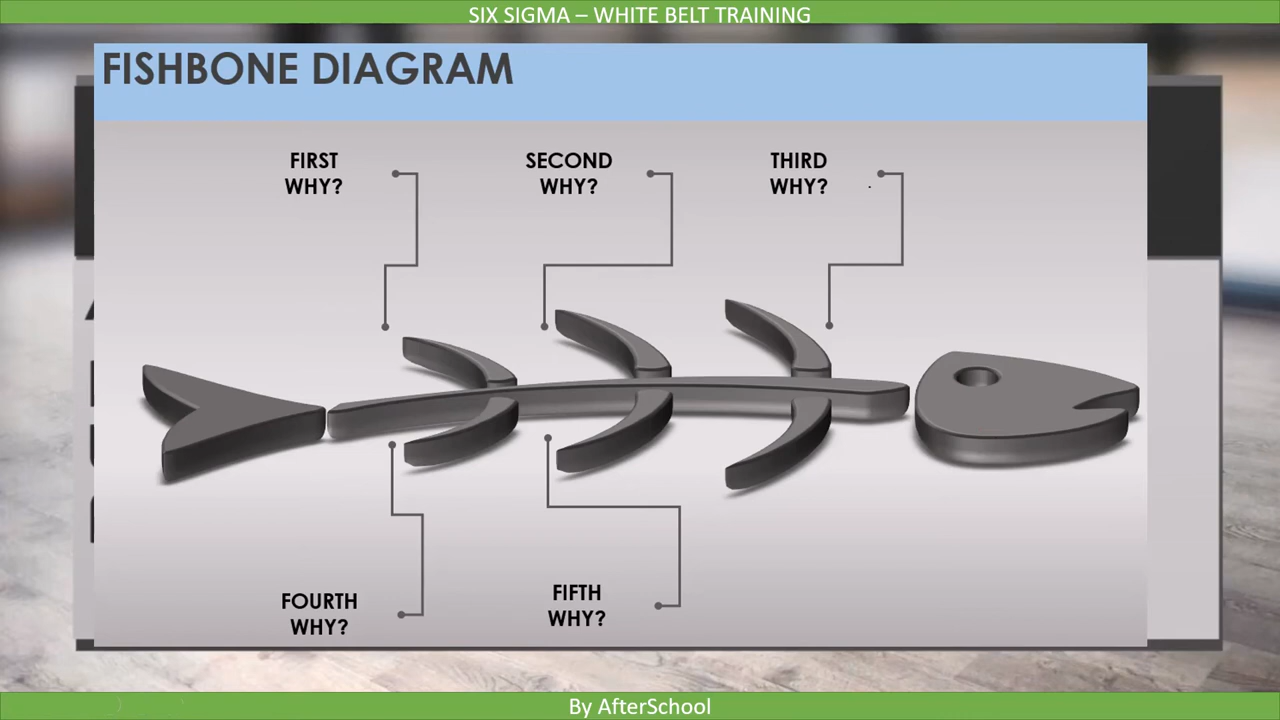 SIX SIGMA – WHITE BELT TRAINING
FISHBONE DIAGRAM
FIRST
WHY?
SECOND
WHY?
THIRD
WHY?
FOURTH
WHY?
FIFTH
WHY?
By AfterSchool